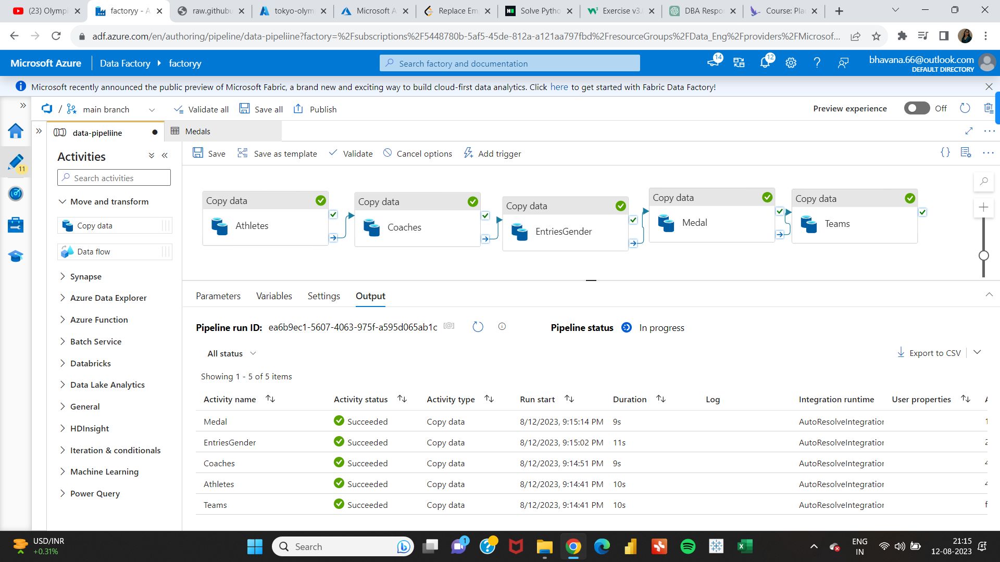 (23) Olympi
factoryy - A
raw.githubu
tokyo-olym
Microsoft A
Replace Em
Solve Pytho
Exercise v3.
DBA Respo
Course: Pla
adf.azure.com/en/authoring/pipeline/data-pipeliine?factory=%2Fsubscriptions%2F5448780b-5af5-45de-812a-a121aa797fbd%2FresourceGroups%2FData_Eng%2Fproviders%2FMicrosof...
Microsoft Azure
Data Factory
factoryy
Search factory and documentation
14
12
bhavana.66@outlook.com
DEFAULT DIRECTORY
Microsoft recently announced the public preview of Microsoft Fabric, a brand new and exciting way to build cloud-first data analytics. Click here to get started with Fabric Data Factory!
/ main branch
Validate all
Save all
Publish
Preview experience
Off
data-pipeliine
Medals
Activities
Save
Save as template
Validate
Cancel options
Add trigger
11
Search activities
Move and transform
Copy data
Data flow
Synapse
Azure Data Explorer
Azure Function
Batch Service
Databricks
Data Lake Analytics
General
HDInsight
Iteration & conditionals
Machine Learning
Power Query
Copy data
Athletes
Copy data
Coaches
Copy data
EntriesGender
Copy data
Medal
Copy data
Teams
Parameters
Variables
Settings
Output
Pipeline run ID: ea6b9ec1-5607-4063-975f-a595d065ab1c
Pipeline status In progress
All status
Export to CSV
Showing 1 - 5 of 5 items
Activity name Activity status Activity type Run start Duration Log Integration runtime User properties
Medal Succeeded Copy data 8/12/2023, 9:15:14 PM 9s AutoResolveIntegration
EntriesGender Succeeded Copy data 8/12/2023, 9:15:02 PM 11s AutoResolveIntegration
Coaches Succeeded Copy data 8/12/2023, 9:14:51 PM 9s AutoResolveIntegration
Athletes Succeeded Copy data 8/12/2023, 9:14:41 PM 10s AutoResolveIntegration
Teams Succeeded Copy data 8/12/2023, 9:14:41 PM 10s AutoResolveIntegration
USD/INR
+0.31%
Search
1
ENG
IN
21:15
12-08-2023